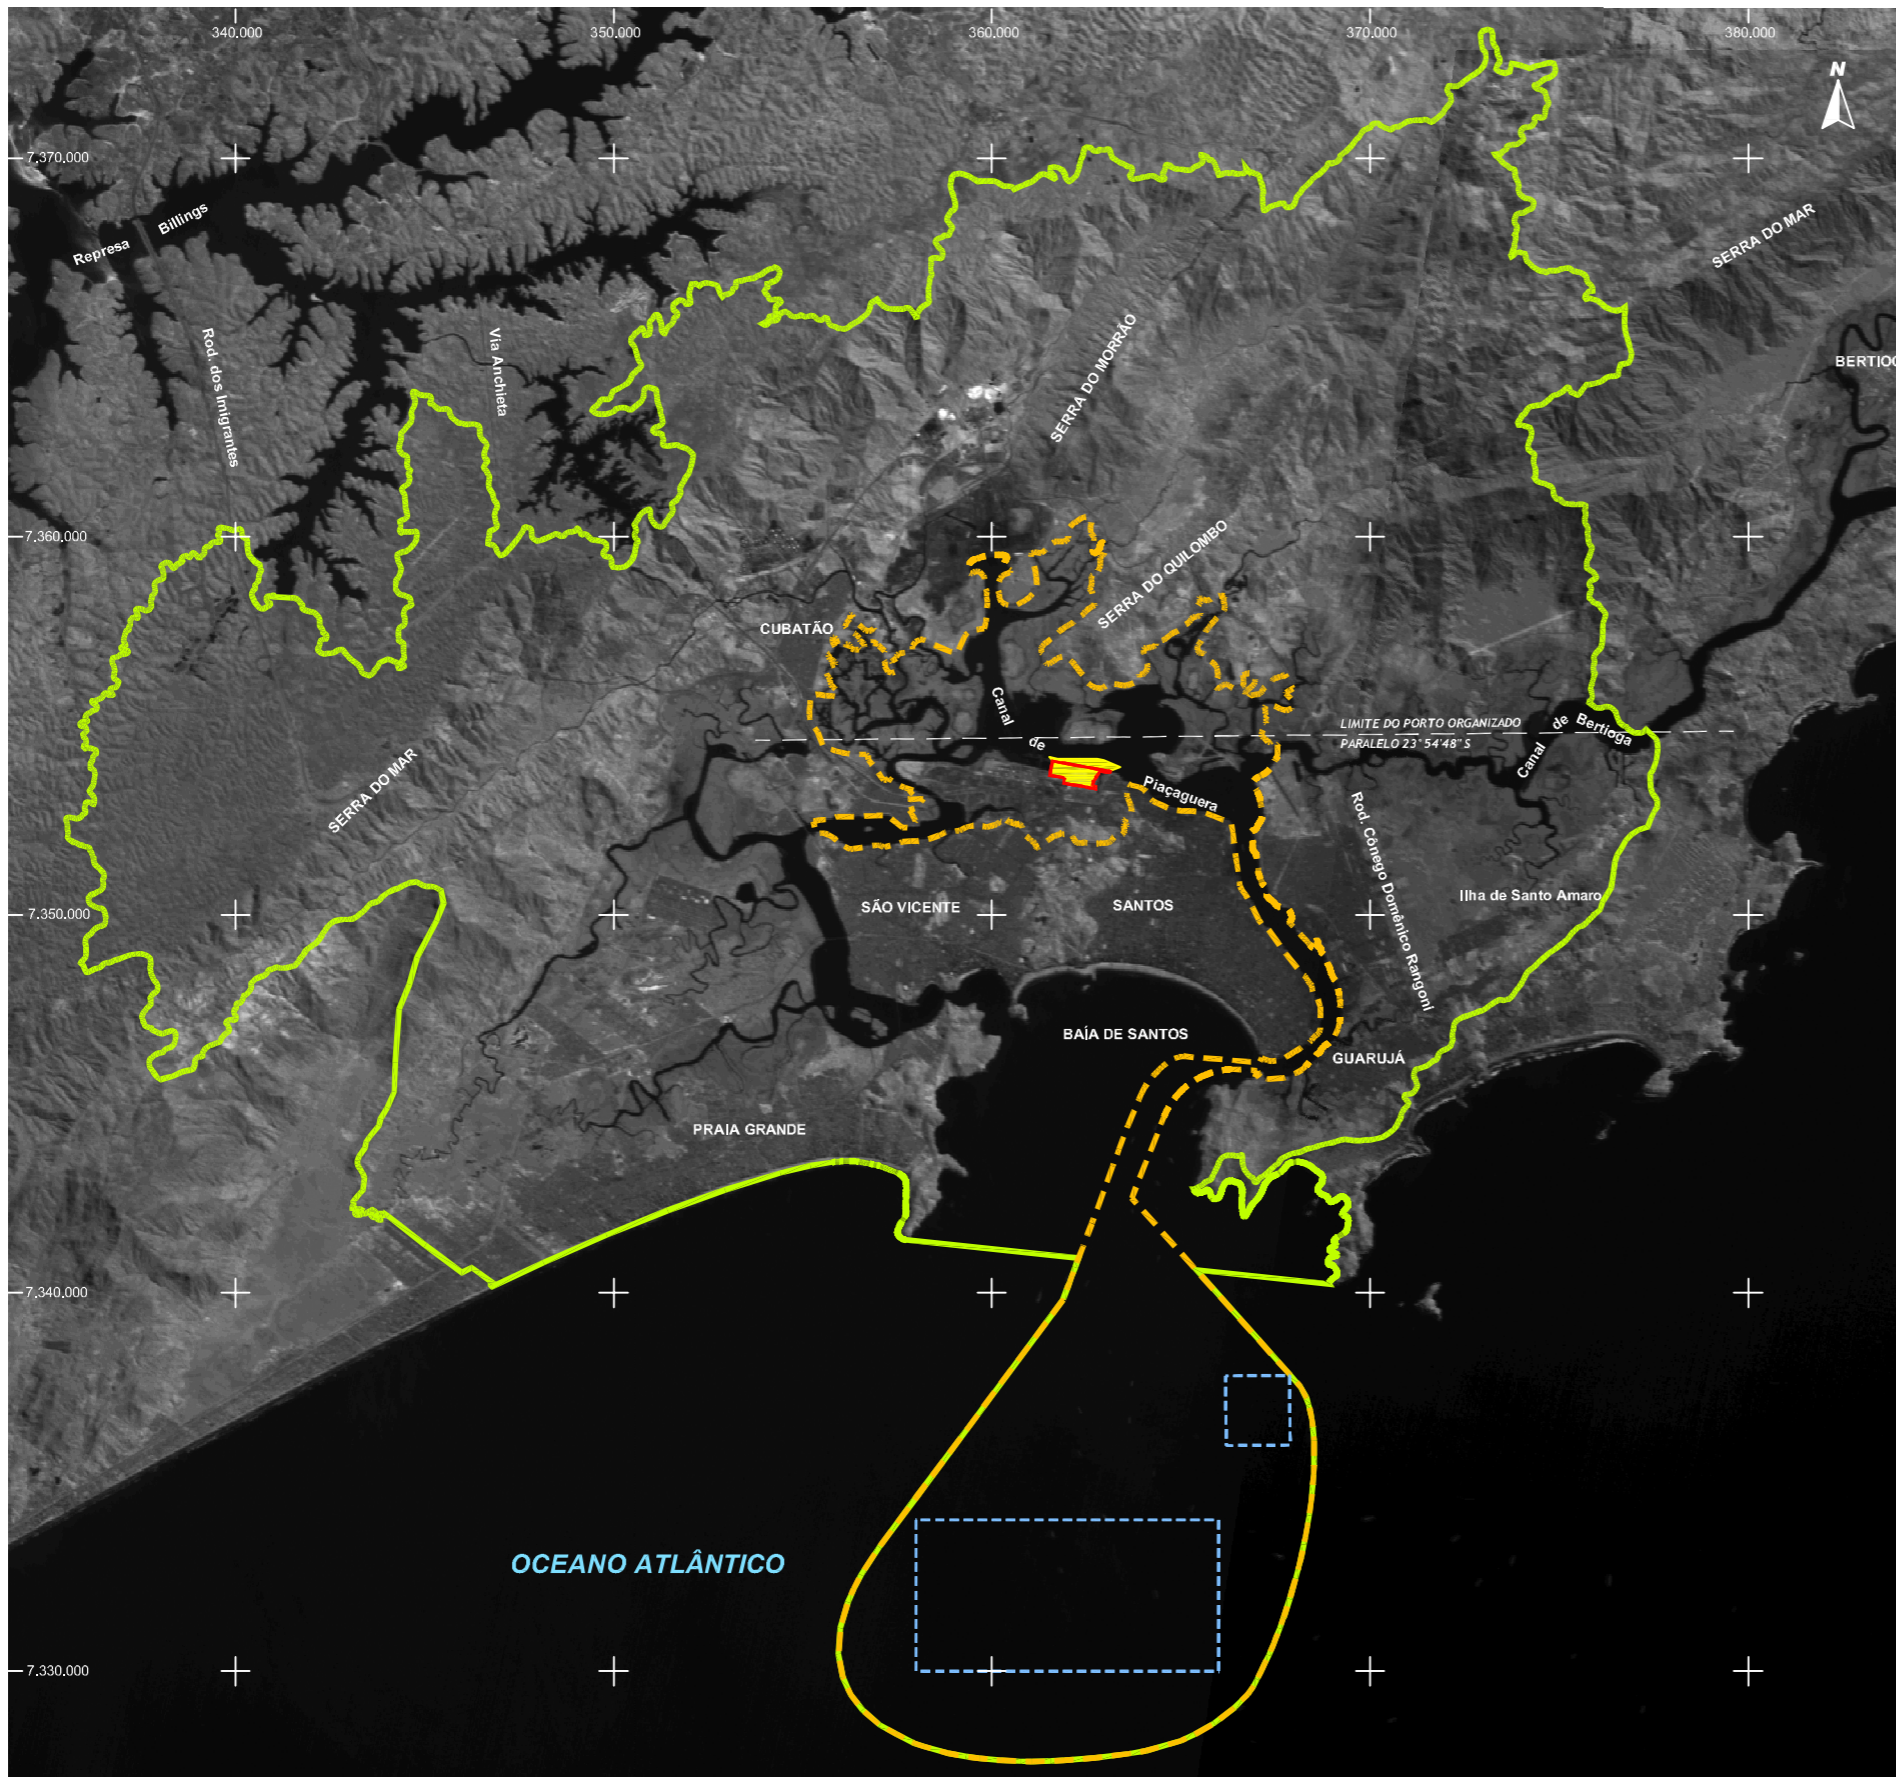 340.000
350.000
360.000
370.000
380.000
N
7.370.000
Represa
Billings
SERRA DO MAR
Rod. dos Imigrantes
Via Anchieta
SERRA DO MORRÃO
7.360.000
SERRA DO QUILOMBO
CUBATÃO
Canal
de
Piaçaguera
LIMITE DO PORTO ORGANIZADO
PARALELO 23° 54'48" S
Canal
de
Bertioga
SERRA DO MAR
Rod. Cônego Domênico Rangoni
Ilha de Santo Amaro
7.350.000
SÃO VICENTE
SANTOS
BAÍA DE SANTOS
GUARUJÁ
PRAIA GRANDE
7.340.000
OCEANO ATLÂNTICO
7.330.000